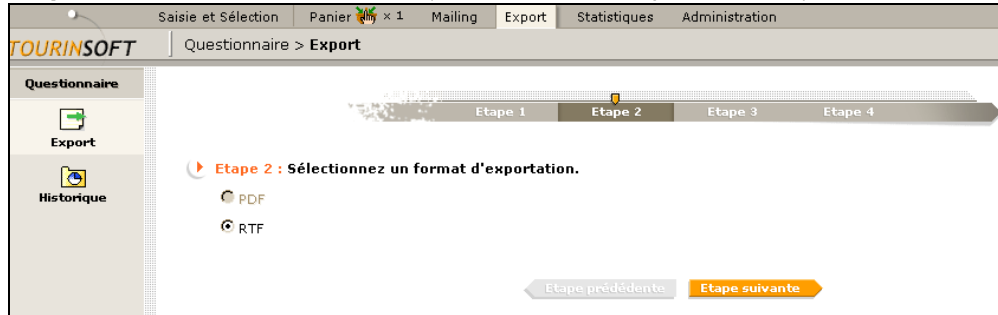 Saisie et Sélection Panier × 1 Mailing Export Statistiques Administration
TOURINSOFT
Questionnaire > Export
Questionnaire
Etape 1 Etape 2 Etape 3 Etape 4
Export
Etape 2 : Sélectionnez un format d'exportation.
Historique
PDF
RTF
Etape prédédente Etape suivante